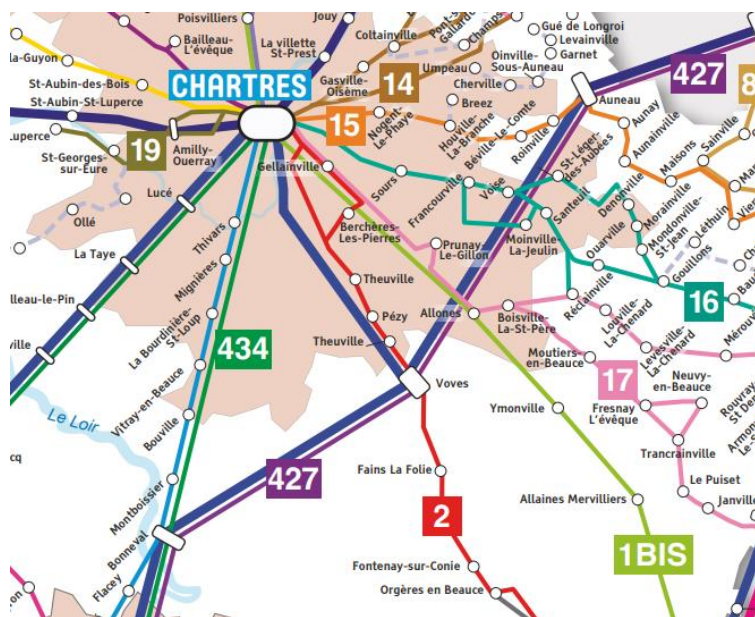 Poisvilliers
Jouy
Gué de Longroi
Levainville
Garnet
Coltainville
Bailleau-
L'évêque
La villette
St-Prest
Oinville-
Sous-Auneau
la-Guyon
Umpeau
Cherville
427
Gasville-
Oisème
14
St-Aubin-des-Bois
CHARTRES
Auneau
Breez
St-Aubin-St-Luperce
15
Nogent-
Le-Phaye
Houville-
La-Branche
Béville-Le-Comte
Roinville
Aunay
Aunainville
Sainville
Maisons
Luperce
19
Amilly-
Ouerray
St-Georges-
sur-Eure
Gellainville
Sours
Francourville
Voise
St-Léger-
des-Aubées
Santeuil
Denonville
Morainville
Mondonville-
St-Jean
Léthuin
Lucé
Ollé
Thivars
Berchères-
Les-Pierres
Prunay-
Le-Gillon
Moinville
La-Jeulin
Ouarville
Gouillons
La Taye
Mignières
Theuville
16
Réclainville
Allones
Boisville-
La-St-Père
Louville-
La-Chenard
Levesville-
La-Chenard
La Bourdinière-
St-Loup
Pézy
434
Theuville
Moutiers
en-Beauce
17
Neuvy-
en-Beauce
Voves
Vitray-en-Beauce
Ymonville
Fresnay
L'évêque
Le Loir
Bouville
Trancrainville
427
Fains La Folie
Le Puiset
Allaines Mervilliers
Janville
Montboissier
2
Bonneval
1BIS
Fontenay-sur-Conie
Flacey
Orgères en Beauce